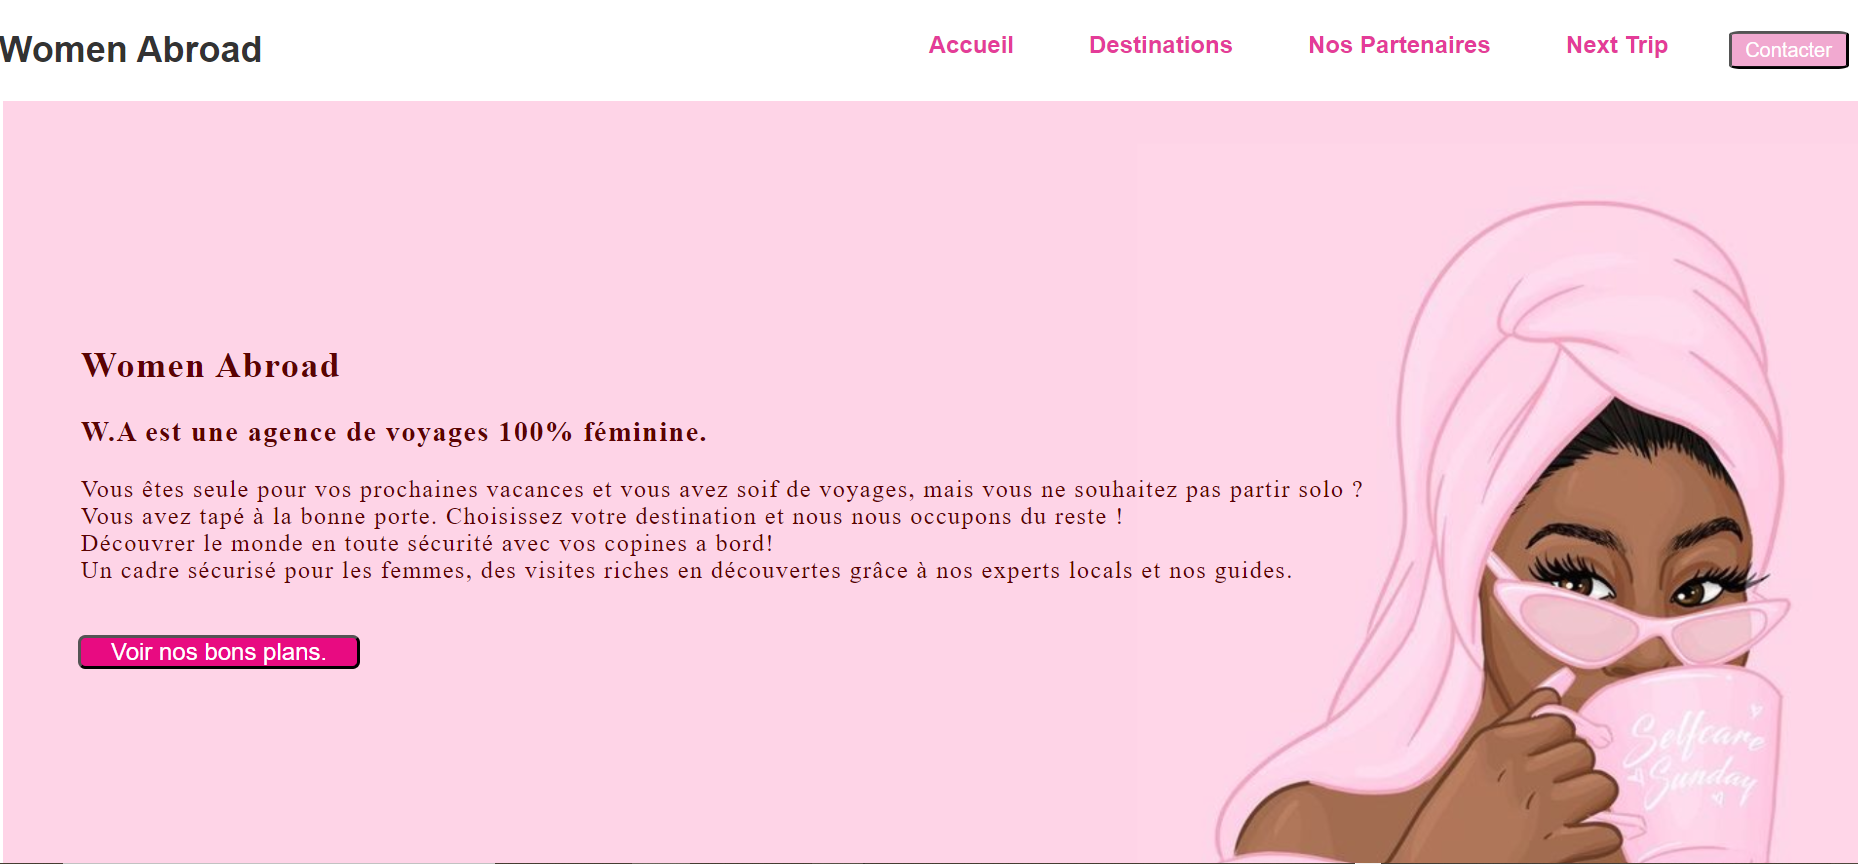 Women Abroad
Accueil
Destinations
Nos Partenaires
Next Trip
Contacter
Women Abroad
W.A est une agence de voyages 100% féminine.
Vous êtes seule pour vos prochaines vacances et vous avez soif de voyages, mais vous ne souhaitez pas partir solo ?
Vous avez tapé à la bonne porte. Choisissez votre destination et nous nous occupons du reste !
Découvrer le monde en toute sécurité avec vos copines a bord!
Un cadre sécurisé pour les femmes, des visites riches en découvertes grâce à nos experts locals et nos guides.
Voir nos bons plans.
Selfcare
Sunday